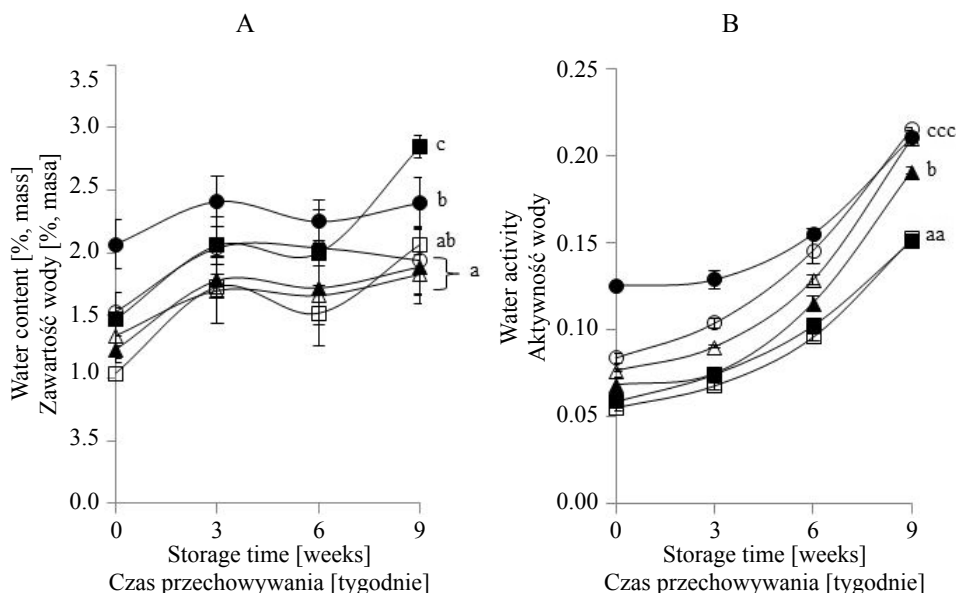 A
Water content [%, mass]
Zawartość wody [%, masa]
3.5
3.0
2.5
2.0
1.5
1.0
3.5
0.0
c
b
ab
a
0 3 6 9
Storage time [weeks]
Czas przechowywania [tygodnie]
B
Water activity
Aktywność wody
0.25
0.20
0.15
0.10
0.05
0.00
ccc
b
aa
0 3 6 9
Storage time [weeks]
Czas przechowywania [tygodnie]